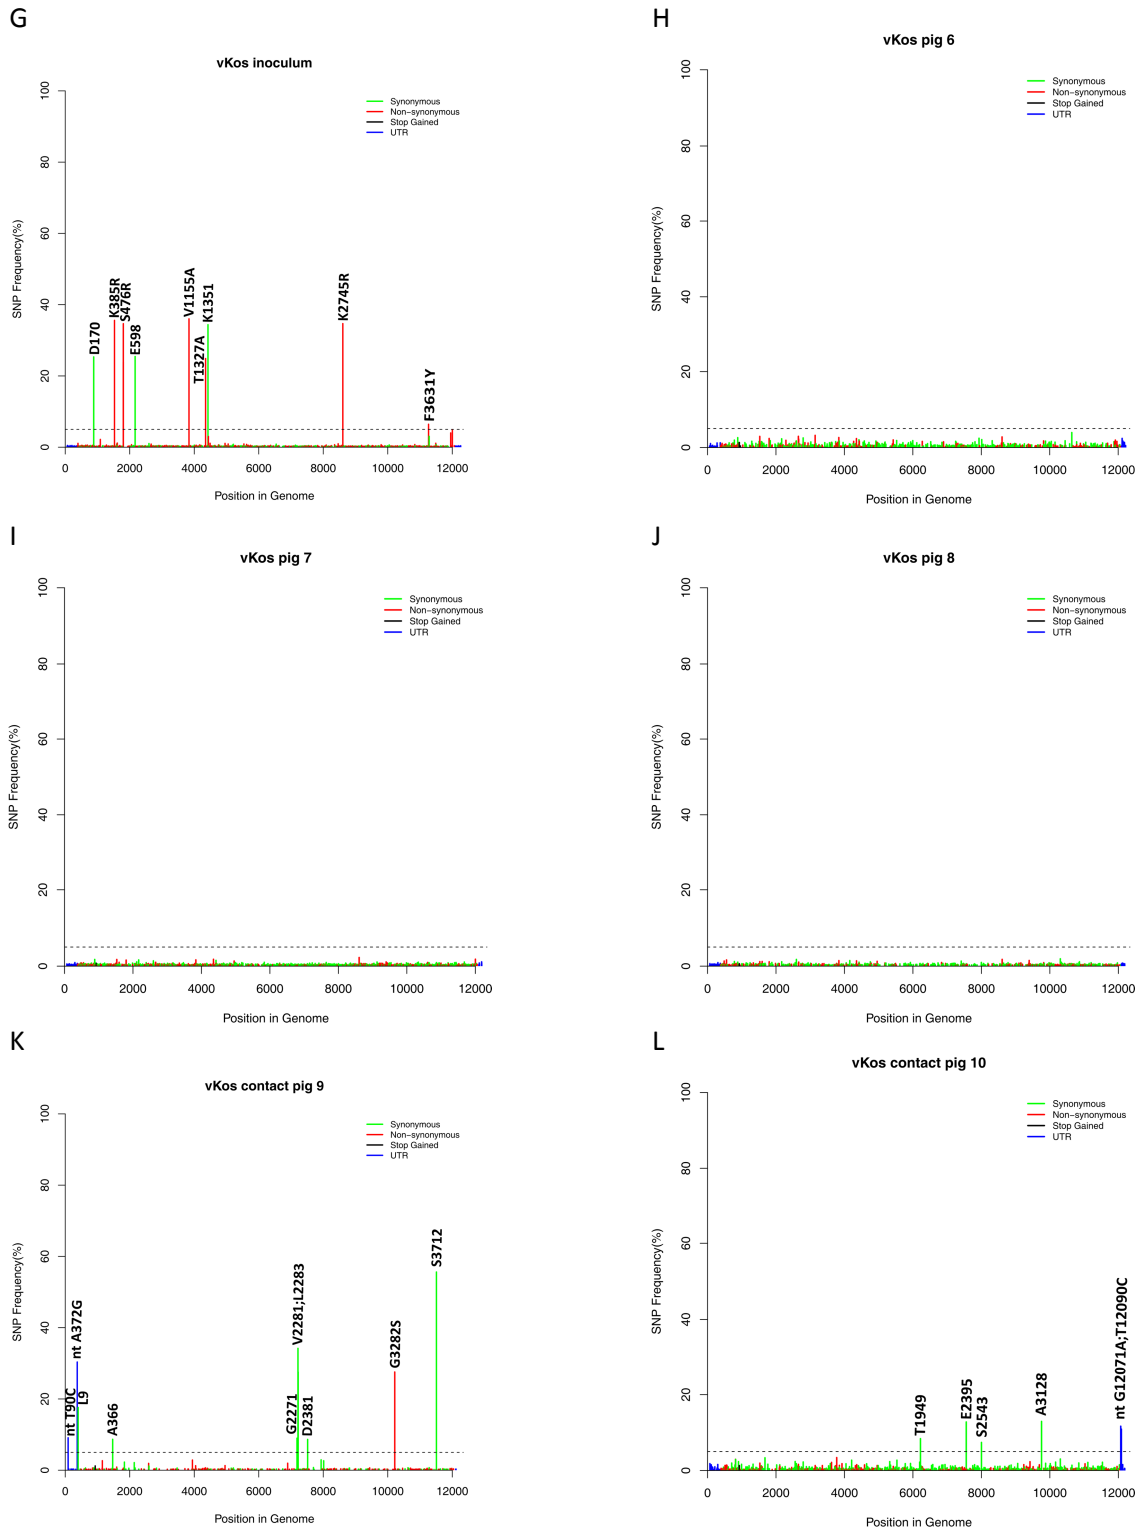 G
vKos inoculum
Synonymous
Non−synonymous
Stop Gained
UTR
SNP Frequency(%)
100
80
60
40
20
0
D170
K385R
S476R
E598
V1155A
T1327A
K1351
K2745R
F3631Y
0 2000 4000 6000 8000 10000 12000
Position in Genome
H
vKos pig 6
Synonymous
Non−synonymous
Stop Gained
UTR
SNP Frequency(%)
100
80
60
40
20
0
0 2000 4000 6000 8000 10000 12000
Position in Genome
I
vKos pig 7
Synonymous
Non−synonymous
Stop Gained
UTR
SNP Frequency(%)
100
80
60
40
20
0
0 2000 4000 6000 8000 10000 12000
Position in Genome
J
vKos pig 8
Synonymous
Non−synonymous
Stop Gained
UTR
SNP Frequency(%)
100
80
60
40
20
0
0 2000 4000 6000 8000 10000 12000
Position in Genome
K
vKos contact pig 9
Synonymous
Non−synonymous
Stop Gained
UTR
SNP Frequency(%)
100
80
60
40
20
0
nt T90C
nt A372G
L9
A366
G2271
V2281;L2283
D2381
G3282S
S3712
0 2000 4000 6000 8000 10000 12000
Position in Genome
L
vKos contact pig 10
Synonymous
Non−synonymous
Stop Gained
UTR
SNP Frequency(%)
100
80
60
40
20
0
T1949
E2395
S2543
A3128
nt G12071A;T12090C
0 2000 4000 6000 8000 10000 12000
Position in Genome